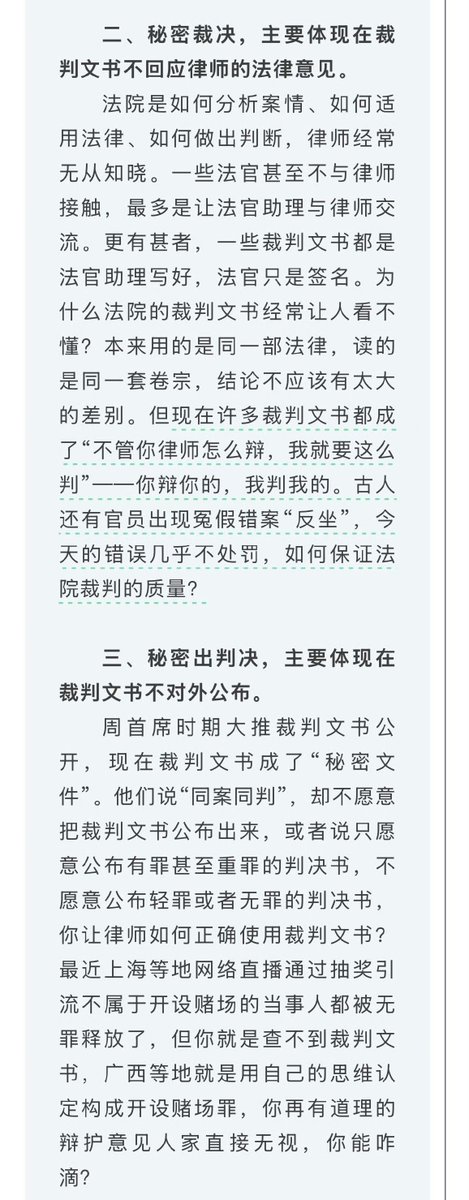 二、秘密裁决，主要体现在裁
判文书不回应律师的法律意见。
法院是如何分析案情、如何适
用法律、如何做出判断，律师经常
无从知晓。一些法官甚至不与律师
接触，最多是让法官助理与律师交
流。更有甚者，一些裁判文书都是
法官助理写好，法官只是签名。为
什么法院的裁判文书经常让人看不
懂？本来用的是同一部法律，读的
是同一套卷宗，结论不应该有太大
的差别。但现在许多裁判文书都成
了“不管你律师怎么辩，我就要这么
判”——你辩你的，我判我的。古人
还有官员出现冤假错案“反坐”，今
天的错误几乎不处罚，如何保证法
院裁判的质量？
三、秘密出判决，主要体现在
裁判文书不对外公布。
周首席时期大推裁判文书公
开，现在裁判文书成了“秘密文
件”。他们说“同案同判”，却不愿意
把裁判文书公布出来，或者说只愿
意公布有罪甚至重罪的判决书，不
愿意公布轻罪或者无罪的判决书，
你让律师如何正确使用裁判文书？
最近上海等地网络直播通过抽奖引
流不属于开设赌场的当事人都被无
罪释放了，但你就是查不到裁判文
书，广西等地就是用自己的思维认
定构成开设赌场罪，你再有道理的
辩护意见人家直接无视，你能咋
滴？